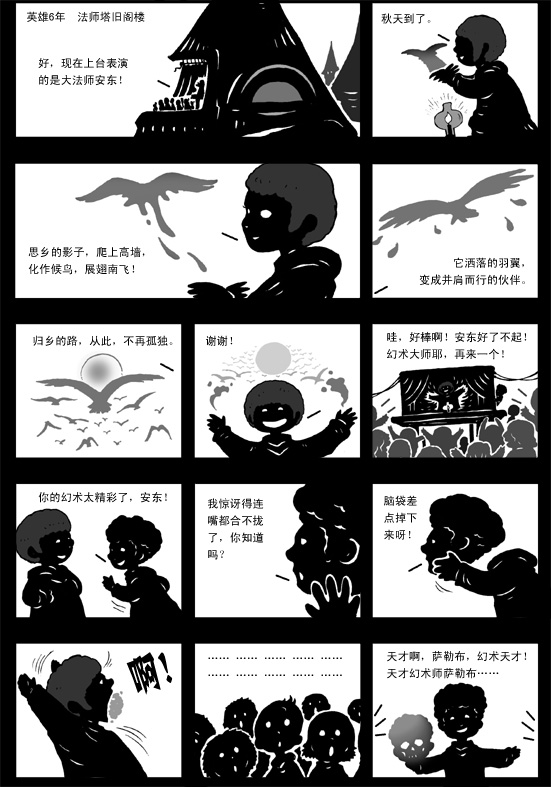 英雄6年　法师塔旧阁楼
好，现在上台表演
的是大法师安东！
秋天到了。
思乡的影子，爬上高墙，
化作候鸟，展翅南飞！
它洒落的羽翼，
变成并肩而行的伙伴。
归乡的路，从此，不再孤独。
谢谢！
哇，好棒啊！安东好了不起！
幻术大师耶，再来一个！
你的幻术太精彩了，安东！
我惊讶得连
嘴都合不拢
了，你知道
吗？
脑袋差
点掉下
来呀！
啊！
…… …… …… …… ……
…… …… …… …… ……
天才啊，萨勒布，幻术天才！
天才幻术师萨勒布……